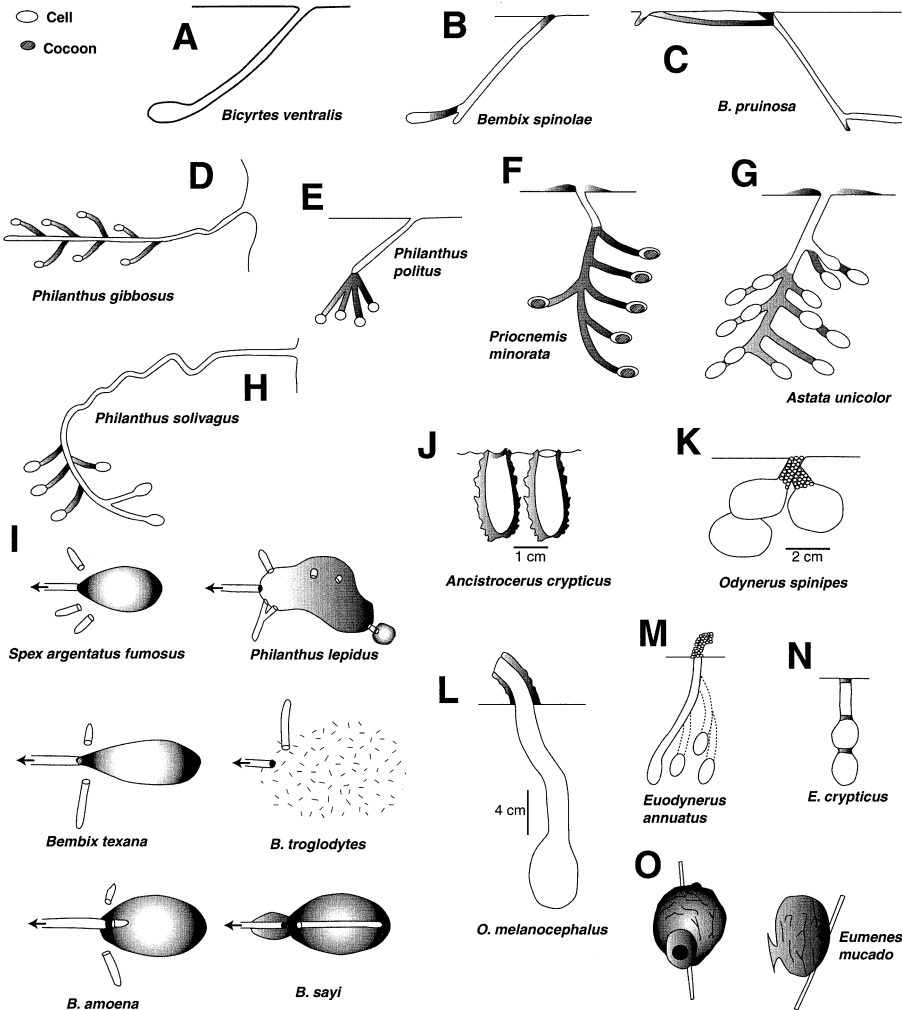 Cell
Cocoon
A
Bicyrtes ventralis
B
Bembix spinolae
C
B. pruinosa
D
Philanthus gibbosus
E
Philanthus
politus
F
Priocnemis
minorata
G
Astata unicolor
H
Philanthus solivagus
I
Spex argentatus fumosus
Philanthus lepidus
Bembix texana
B. troglodytes
B. amoena
B. sayi
J
1 cm
Ancistrocerus crypticus
K
2 cm
Odynerus spinipes
L
4 cm
O. melanocephalus
M
Euodynerus
annuatus
N
E. crypticus
O
Eumenes
mucado